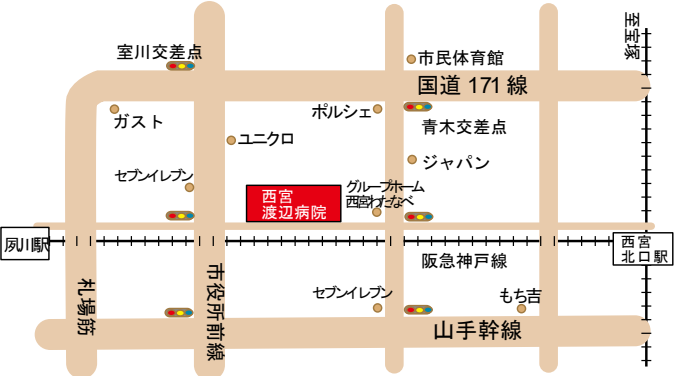 室川交差点
市民体育館
至宝塚
国道171線
ガスト
ポルシェ
青木交差点
ユニクロ
ジャパン
セブンイレブン
西宮
渡辺病院
グループホーム
西宮わたなべ
夙川駅
西宮
北口駅
阪急神戸線
札場筋
市役所前線
セブンイレブン
もち吉
山手幹線